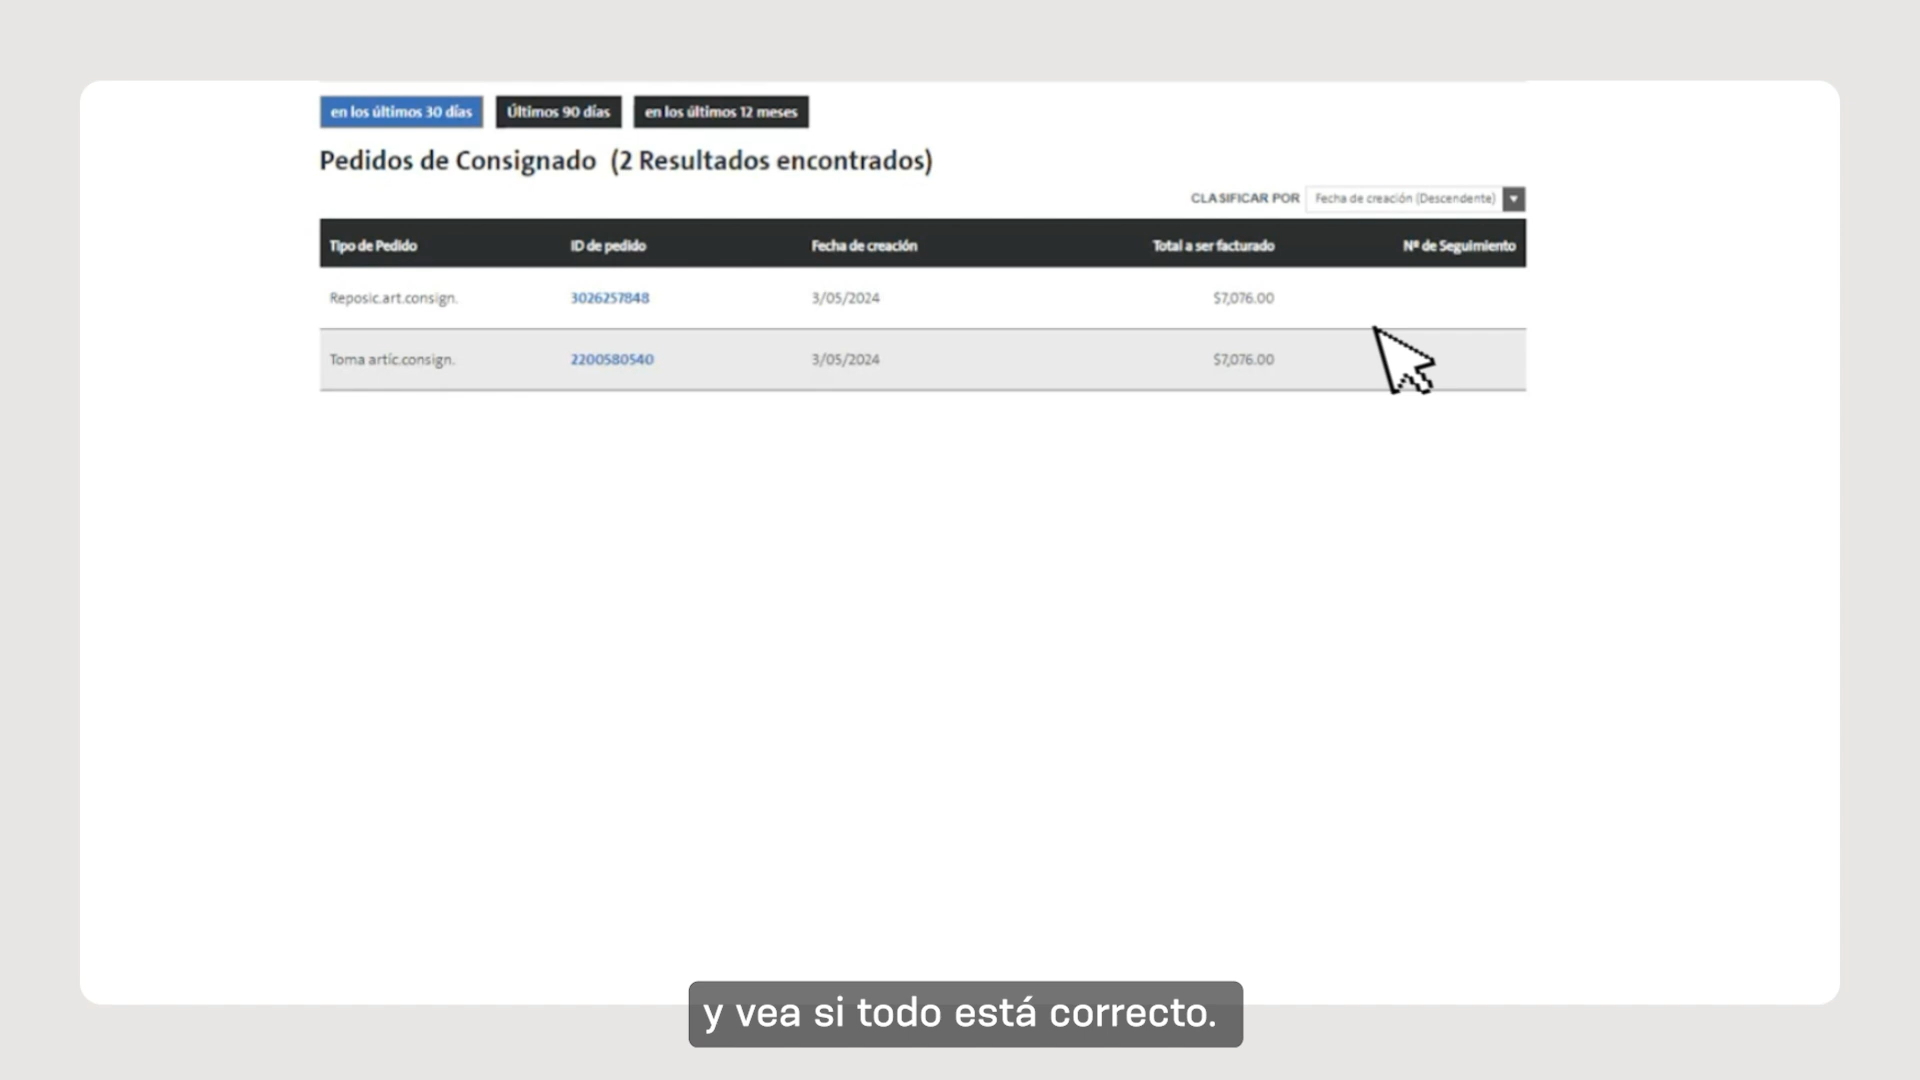 en los últimos 30 días Últimos 90 días en los últimos 12 meses
Pedidos de Consignado (2 Resultados encontrados)
CLASIFICAR POR Fecha de creación (Descendente)
Tipo de Pedido ID de pedido Fecha de creación Total a ser facturado Nº de Seguimiento
Reposic.art.consign. 3026257848 3/05/2024 $7,076.00
Toma artíc.consign. 2200580540 3/05/2024 $7,076.00
y vea si todo está correcto.